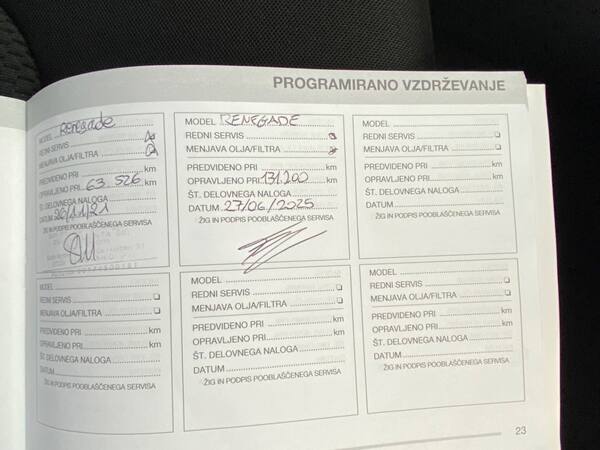 PROGRAMIRANO VZDRŽEVANJE
MODEL Renegade
REDNI SERVIS
MENJAVA OLJA/FILTRA
PREDVIDENO PRI km
OPRAVLJENO PRI 63.526 km
ŠT. DELOVNEGA NALOGA
DATUM 20/11/21
ŽIG IN PODPIS POOBLAŠČENEGA SERVISA
MODEL RENEGADE
REDNI SERVIS
MENJAVA OLJA/FILTRA
PREDVIDENO PRI km
OPRAVLJENO PRI 131.200 km
ŠT. DELOVNEGA NALOGA
DATUM 27/06/2025
ŽIG IN PODPIS POOBLAŠČENEGA SERVISA
MODEL
REDNI SERVIS
MENJAVA OLJA/FILTRA
PREDVIDENO PRI km
OPRAVLJENO PRI km
ŠT. DELOVNEGA NALOGA
DATUM
ŽIG IN PODPIS POOBLAŠČENEGA SERVISA
MODEL
REDNI SERVIS
MENJAVA OLJA/FILTRA
PREDVIDENO PRI km
OPRAVLJENO PRI km
ŠT. DELOVNEGA NALOGA
DATUM
ŽIG IN PODPIS POOBLAŠČENEGA SERVISA
MODEL
REDNI SERVIS
MENJAVA OLJA/FILTRA
PREDVIDENO PRI km
OPRAVLJENO PRI km
ŠT. DELOVNEGA NALOGA
DATUM
ŽIG IN PODPIS POOBLAŠČENEGA SERVISA
MODEL
REDNI SERVIS
MENJAVA OLJA/FILTRA
PREDVIDENO PRI km
OPRAVLJENO PRI km
ŠT. DELOVNEGA NALOGA
DATUM
ŽIG IN PODPIS POOBLAŠČENEGA SERVISA
23